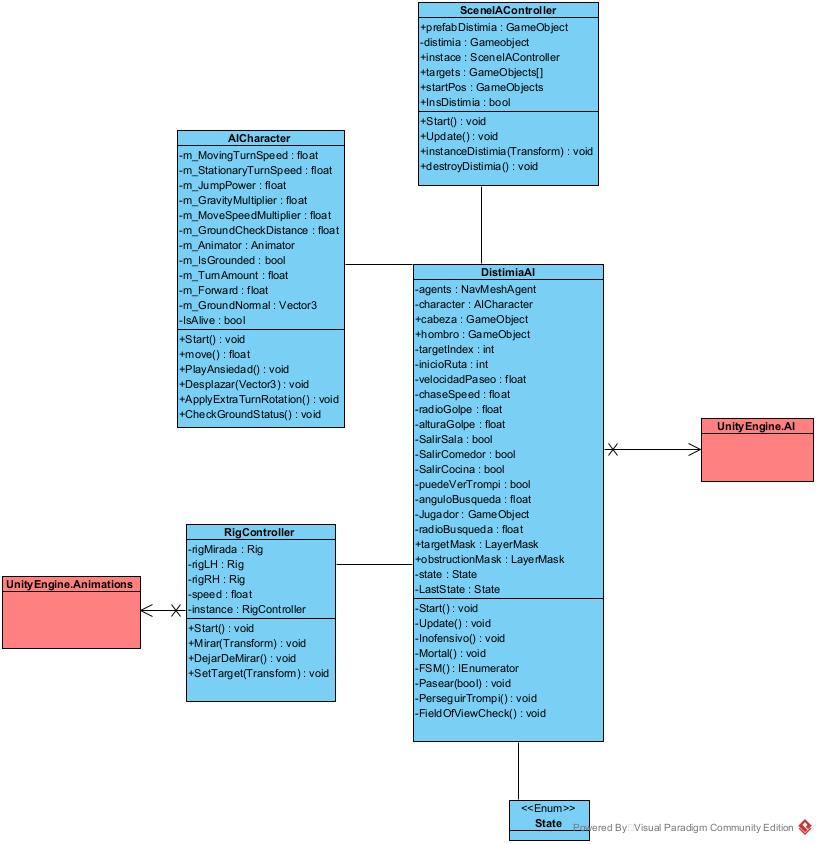 SceneIAController
+prefabDistimia : GameObject
-distimia : Gameobject
+instace : SceneIAController
+targets : GameObjects[]
+startPos : GameObjects
+InsDistimia : bool
+Start() : void
+Update() : void
+instanceDistimia(Transform) : void
+destroyDistimia() : void
AICharacter
-m_MovingTurnSpeed : float
-m_StationaryTurnSpeed : float
-m_JumpPower : float
-m_GravityMultiplier : float
-m_MoveSpeedMultiplier : float
-m_GroundCheckDistance : float
-m_Animator : Animator
-m_IsGrounded : bool
-m_TurnAmount : float
-m_Forward : float
-m_GroundNormal : Vector3
-IsAlive : bool
+Start() : void
+move() : float
+PlayAnsiedad() : void
+Desplazar(Vector3) : void
+ApplyExtraTurnRotation() : void
+CheckGroundStatus() : void
DistimiaAI
-agents : NavMeshAgent
-character : AICharacter
+cabeza : GameObject
+hombro : GameObject
-targetIndex : int
-inicioRuta : int
-velocidadPaseo : float
-chaseSpeed : float
-radioGolpe : float
-alturaGolpe : float
-SalirSala : bool
-SalirComedor : bool
-SalirCocina : bool
-puedeVerTrompi : bool
-anguloBusqueda : float
-Jugador : GameObject
-radioBusqueda : float
+targetMask : LayerMask
+obstructionMask : LayerMask
-state : State
-LastState : State
-Start() : void
-Update() : void
-Inofensivo() : void
-Mortal() : void
-FSM() : IEnumerator
-Pasear(bool) : void
-PerseguirTrompi() : void
-FieldOfViewCheck() : void
UnityEngine.AI
RigController
-rigMirada : Rig
-rigLH : Rig
-rigRH : Rig
-speed : float
-instance : RigController
+Start() : void
+Mirar(Transform) : void
+DejarDeMirar() : void
+SetTarget(Transform) : void
UnityEngine.Animations
<<Enum>>
State
Powered By Visual Paradigm Community Edition